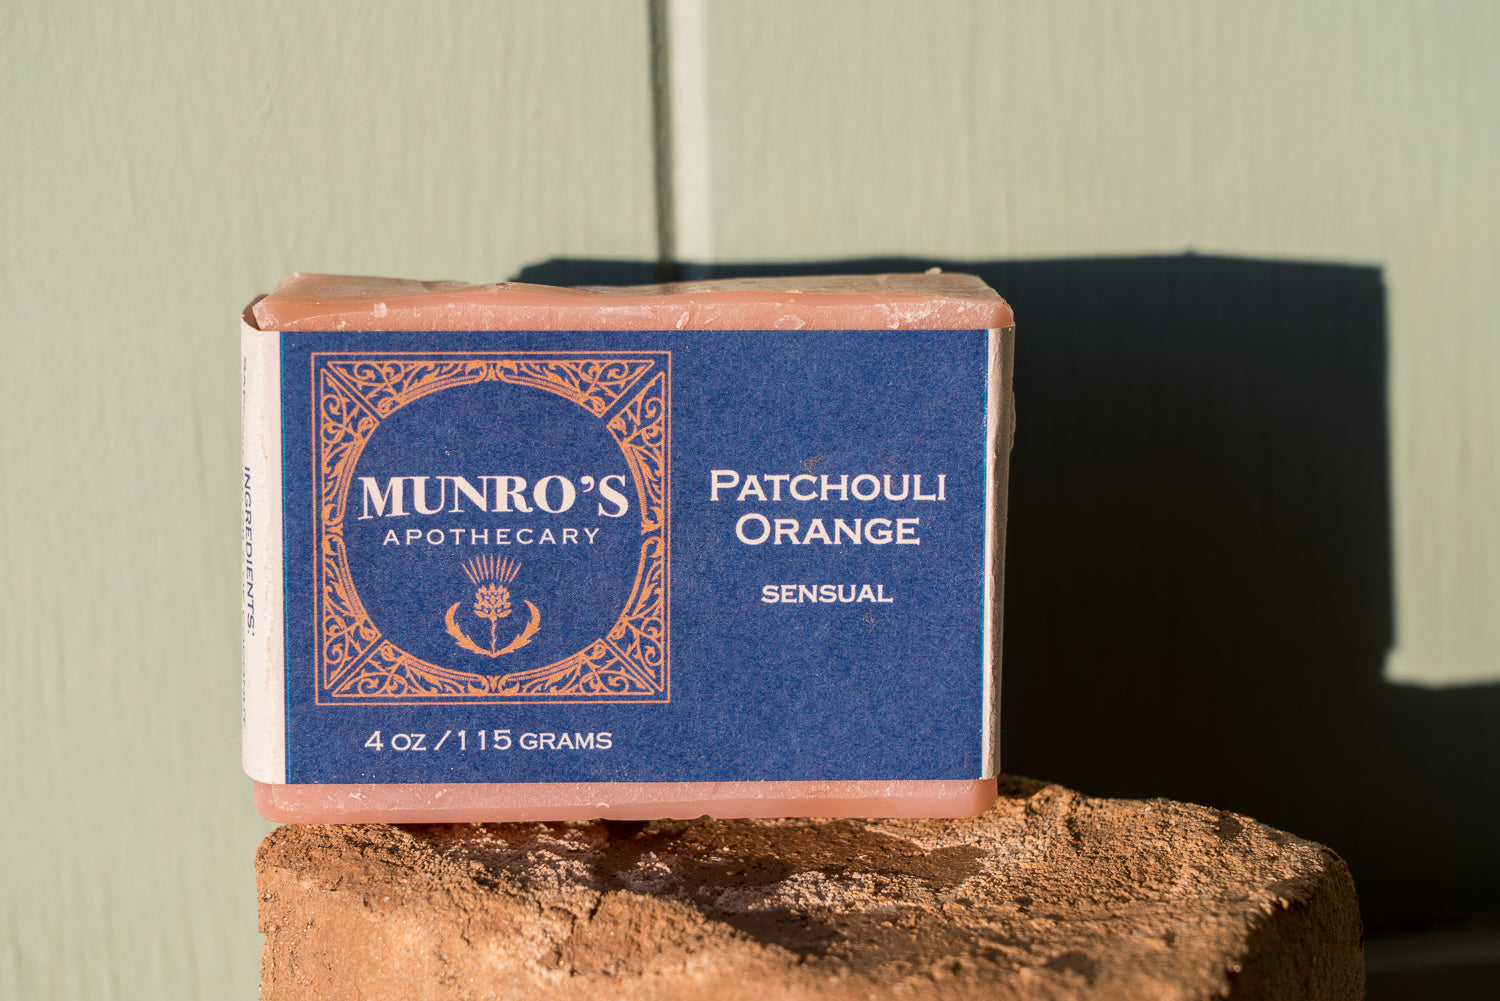 MUNRO'S
APOTHECARY
4 OZ / 115 GRAMS
PATCHOULI
ORANGE
SENSUAL
INGREDIENTS: